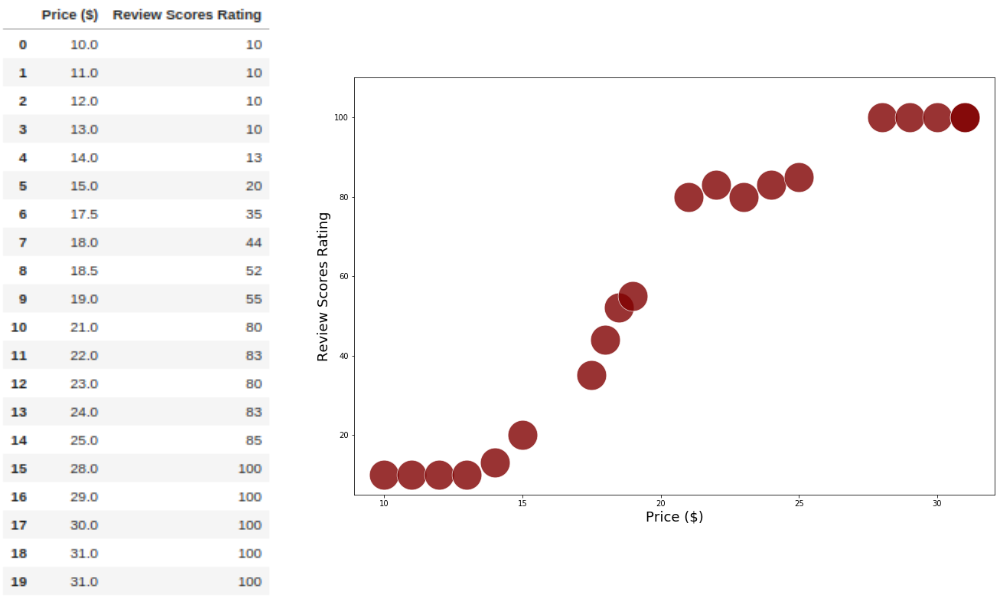 Price ($) Review Scores Rating
0 10.0 10
1 11.0 10
2 12.0 10
3 13.0 10
4 14.0 13
5 15.0 20
6 17.5 35
7 18.0 44
8 18.5 52
9 19.0 55
10 21.0 80
11 22.0 83
12 23.0 80
13 24.0 83
14 25.0 85
15 28.0 100
16 29.0 100
17 30.0 100
18 31.0 100
19 31.0 100
Review Scores Rating
100
80
60
40
20
10 15 20 25 30
Price ($)